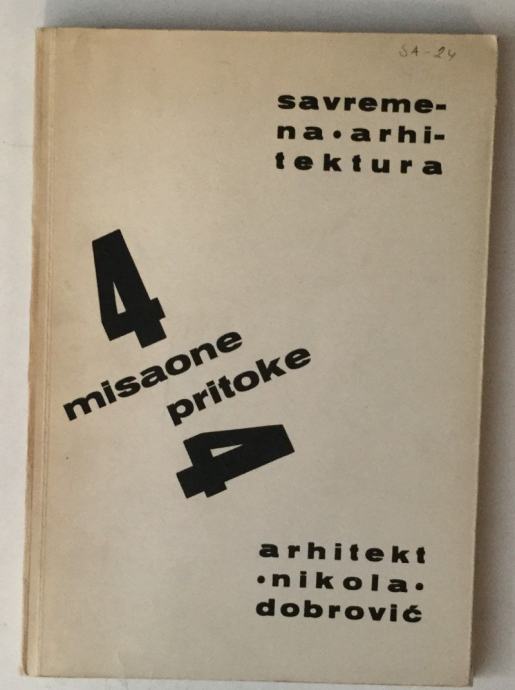 SA-24
savreme-
na•arhi-
tektura
4
misaone
pritoke
4
arhitekt
•nikola•
dobrović